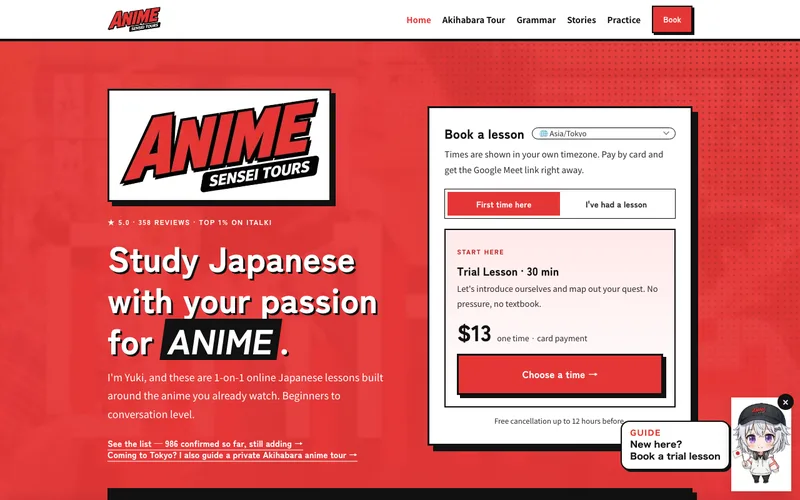 ANIME
SENSEI TOURS
Home
Akihabara Tour
Grammar
Stories
Practice
Book
ANIME
SENSEI TOURS
★ 5.0 · 358 REVIEWS · TOP 1% ON ITALKI
Study Japanese
with your passion
for ANIME.
I'm Yuki, and these are 1-on-1 online Japanese lessons built
around the anime you already watch. Beginners to
conversation level.
See the list — 986 confirmed so far, still adding →
Coming to Tokyo? I also guide a private Akihabara anime tour →
Book a lesson
Asia/Tokyo
Times are shown in your own timezone. Pay by card and
get the Google Meet link right away.
First time here
I've had a lesson
START HERE
Trial Lesson · 30 min
Let's introduce ourselves and map out your quest. No
pressure, no textbook.
$13 one time · card payment
Choose a time →
Free cancellation up to 12 hours before
GUIDE
New here?
Book a trial lesson
×